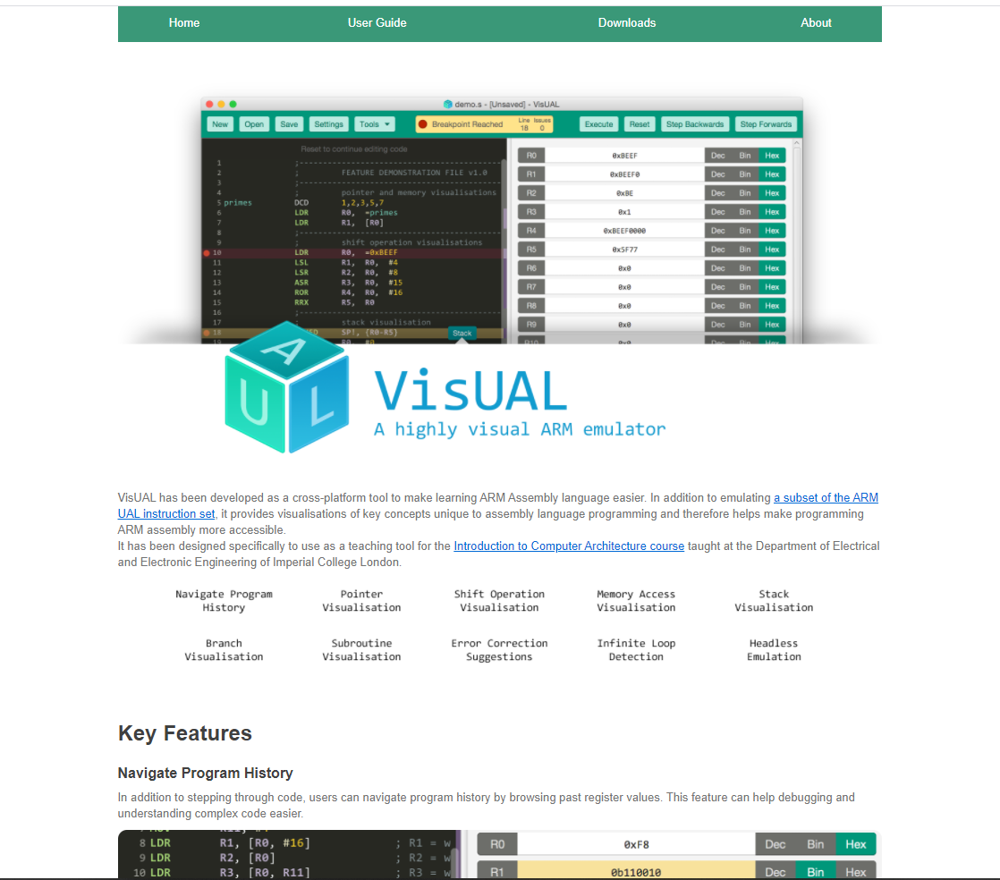 Home User Guide Downloads About
demo.s - [Unsaved] - VisUAL
New Open Save Settings Tools Breakpoint Reached Line Issues Execute Reset Step Backwards Step Forwards
18 0
Reset to continue editing code
1 ;
2 ; FEATURE DEMONSTRATION FILE v1.0
3 ;
4 ; pointer and memory visualisations
5 primes DCD 1,2,3,5,7
6 LDR R0, =primes
7 LDR R1, [R0]
8 ;
9 ; shift operation visualisations
10 LDR R0, =0xBEEF
11 LSL R1, R0, #4
12 LSR R2, R0, #8
13 ASR R3, R0, #15
14 ROR R4, R0, #16
15 RRX R5, R0
16 ;
17 ; stack visualisation
18 SP!, {R0-R5} Stack
19 R0, #0
R0 0xBEEF Dec Bin Hex
R1 0xBEEF0 Dec Bin Hex
R2 0xBE Dec Bin Hex
R3 0x1 Dec Bin Hex
R4 0xBEEF0000 Dec Bin Hex
R5 0x5F77 Dec Bin Hex
R6 0x0 Dec Bin Hex
R7 0x0 Dec Bin Hex
R8 0x0 Dec Bin Hex
R9 0x0 Dec Bin Hex
R10 0x0 Dec Bin Hex
A
U L
VisUAL
A highly visual ARM emulator
VisUAL has been developed as a cross-platform tool to make learning ARM Assembly language easier. In addition to emulating a subset of the ARM
UAL instruction set, it provides visualisations of key concepts unique to assembly language programming and therefore helps make programming
ARM assembly more accessible.
It has been designed specifically to use as a teaching tool for the Introduction to Computer Architecture course taught at the Department of Electrical
and Electronic Engineering of Imperial College London.
Navigate Program Pointer Shift Operation Memory Access Stack
History Visualisation Visualisation Visualisation Visualisation
Branch Subroutine Error Correction Infinite Loop Headless
Visualisation Visualisation Suggestions Detection Emulation
Key Features
Navigate Program History
In addition to stepping through code, users can navigate program history by browsing past register values. This feature can help debugging and
understanding complex code easier.
8 LDR R1, [R0, #16] ; R1 = w
9 LDR R2, [R0] ; R2 = w
10 LDR R3, [R0, R11] ; R3 = w
R0 0xF8 Dec Bin Hex
R1 0b110010 Dec Bin Hex